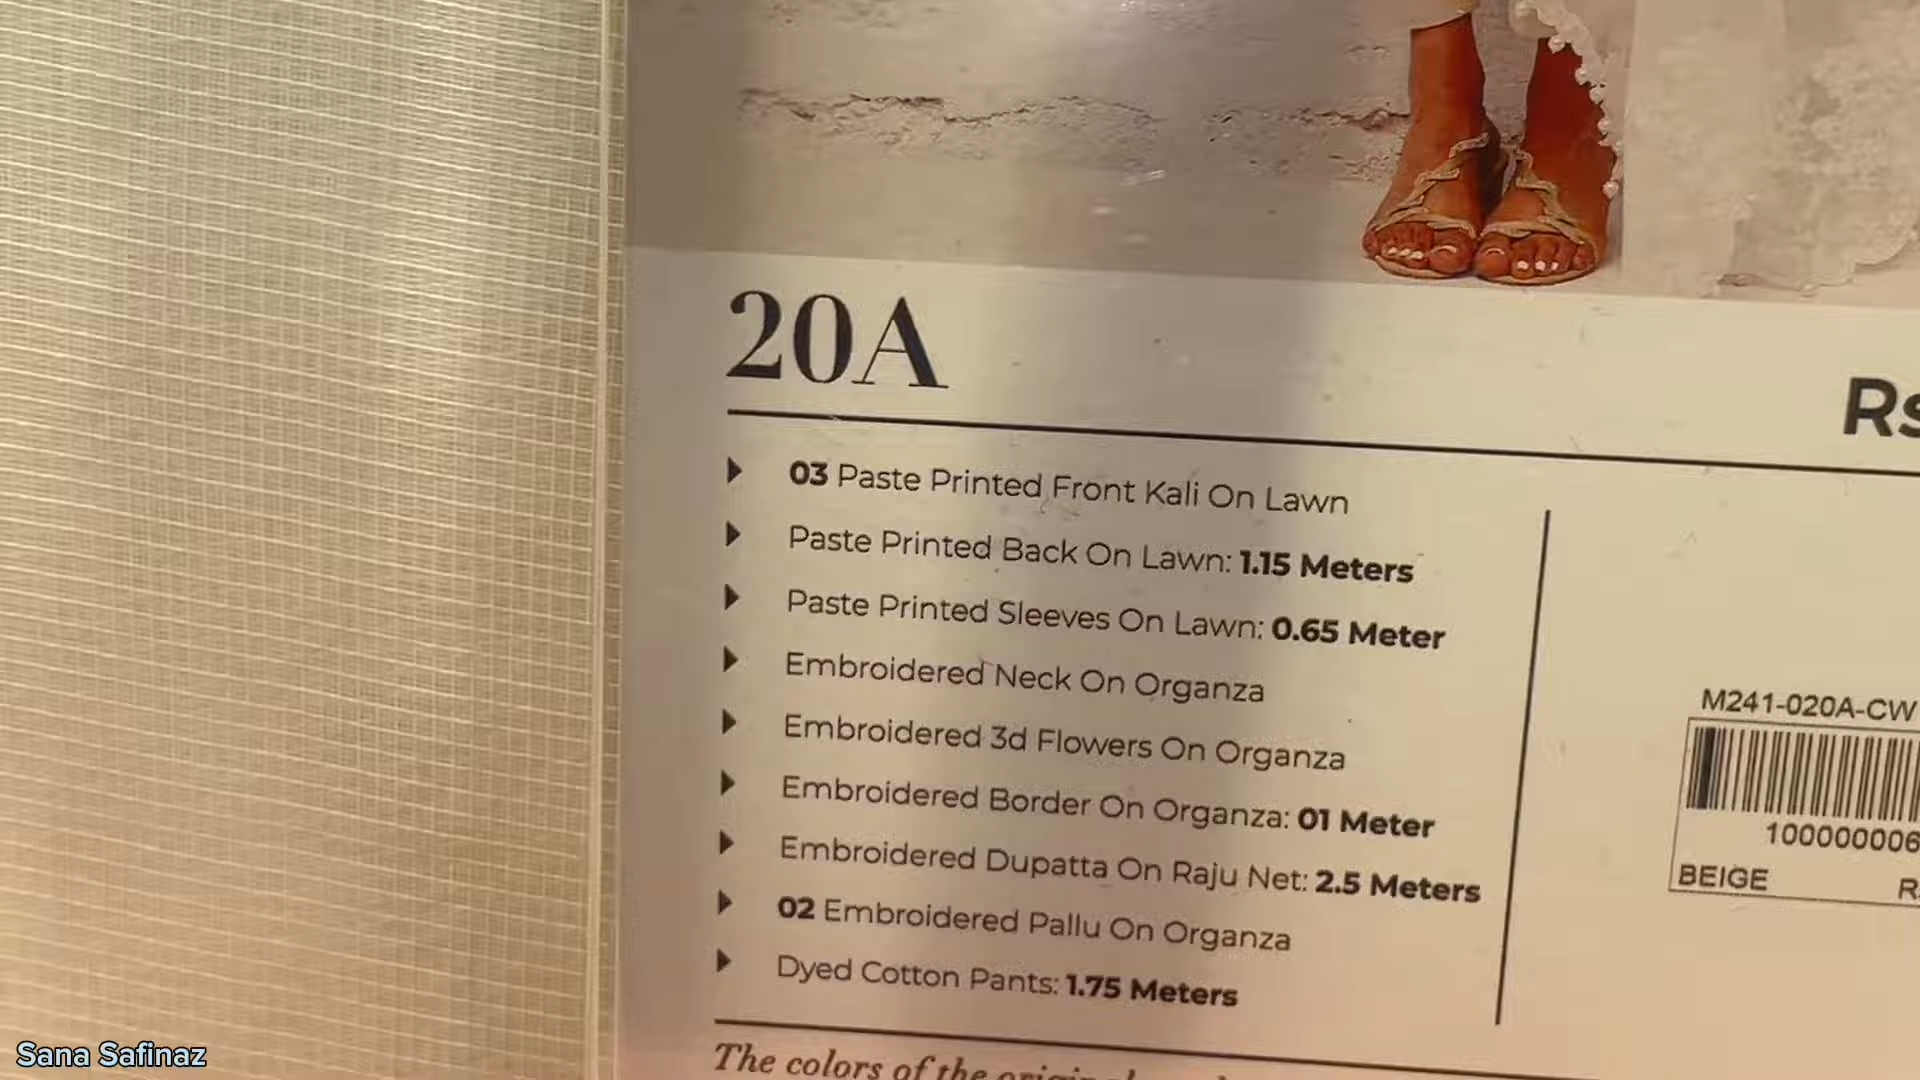 20A
Rs
03 Paste Printed Front Kali On Lawn
Paste Printed Back On Lawn: 1.15 Meters
Paste Printed Sleeves On Lawn: 0.65 Meter
Embroidered Neck On Organza
Embroidered 3d Flowers On Organza
Embroidered Border On Organza: 01 Meter
Embroidered Dupatta On Raju Net: 2.5 Meters
02 Embroidered Pallu On Organza
Dyed Cotton Pants: 1.75 Meters
M241-020A-CW
100000006
BEIGE
The colors of the
Sana Safinaz